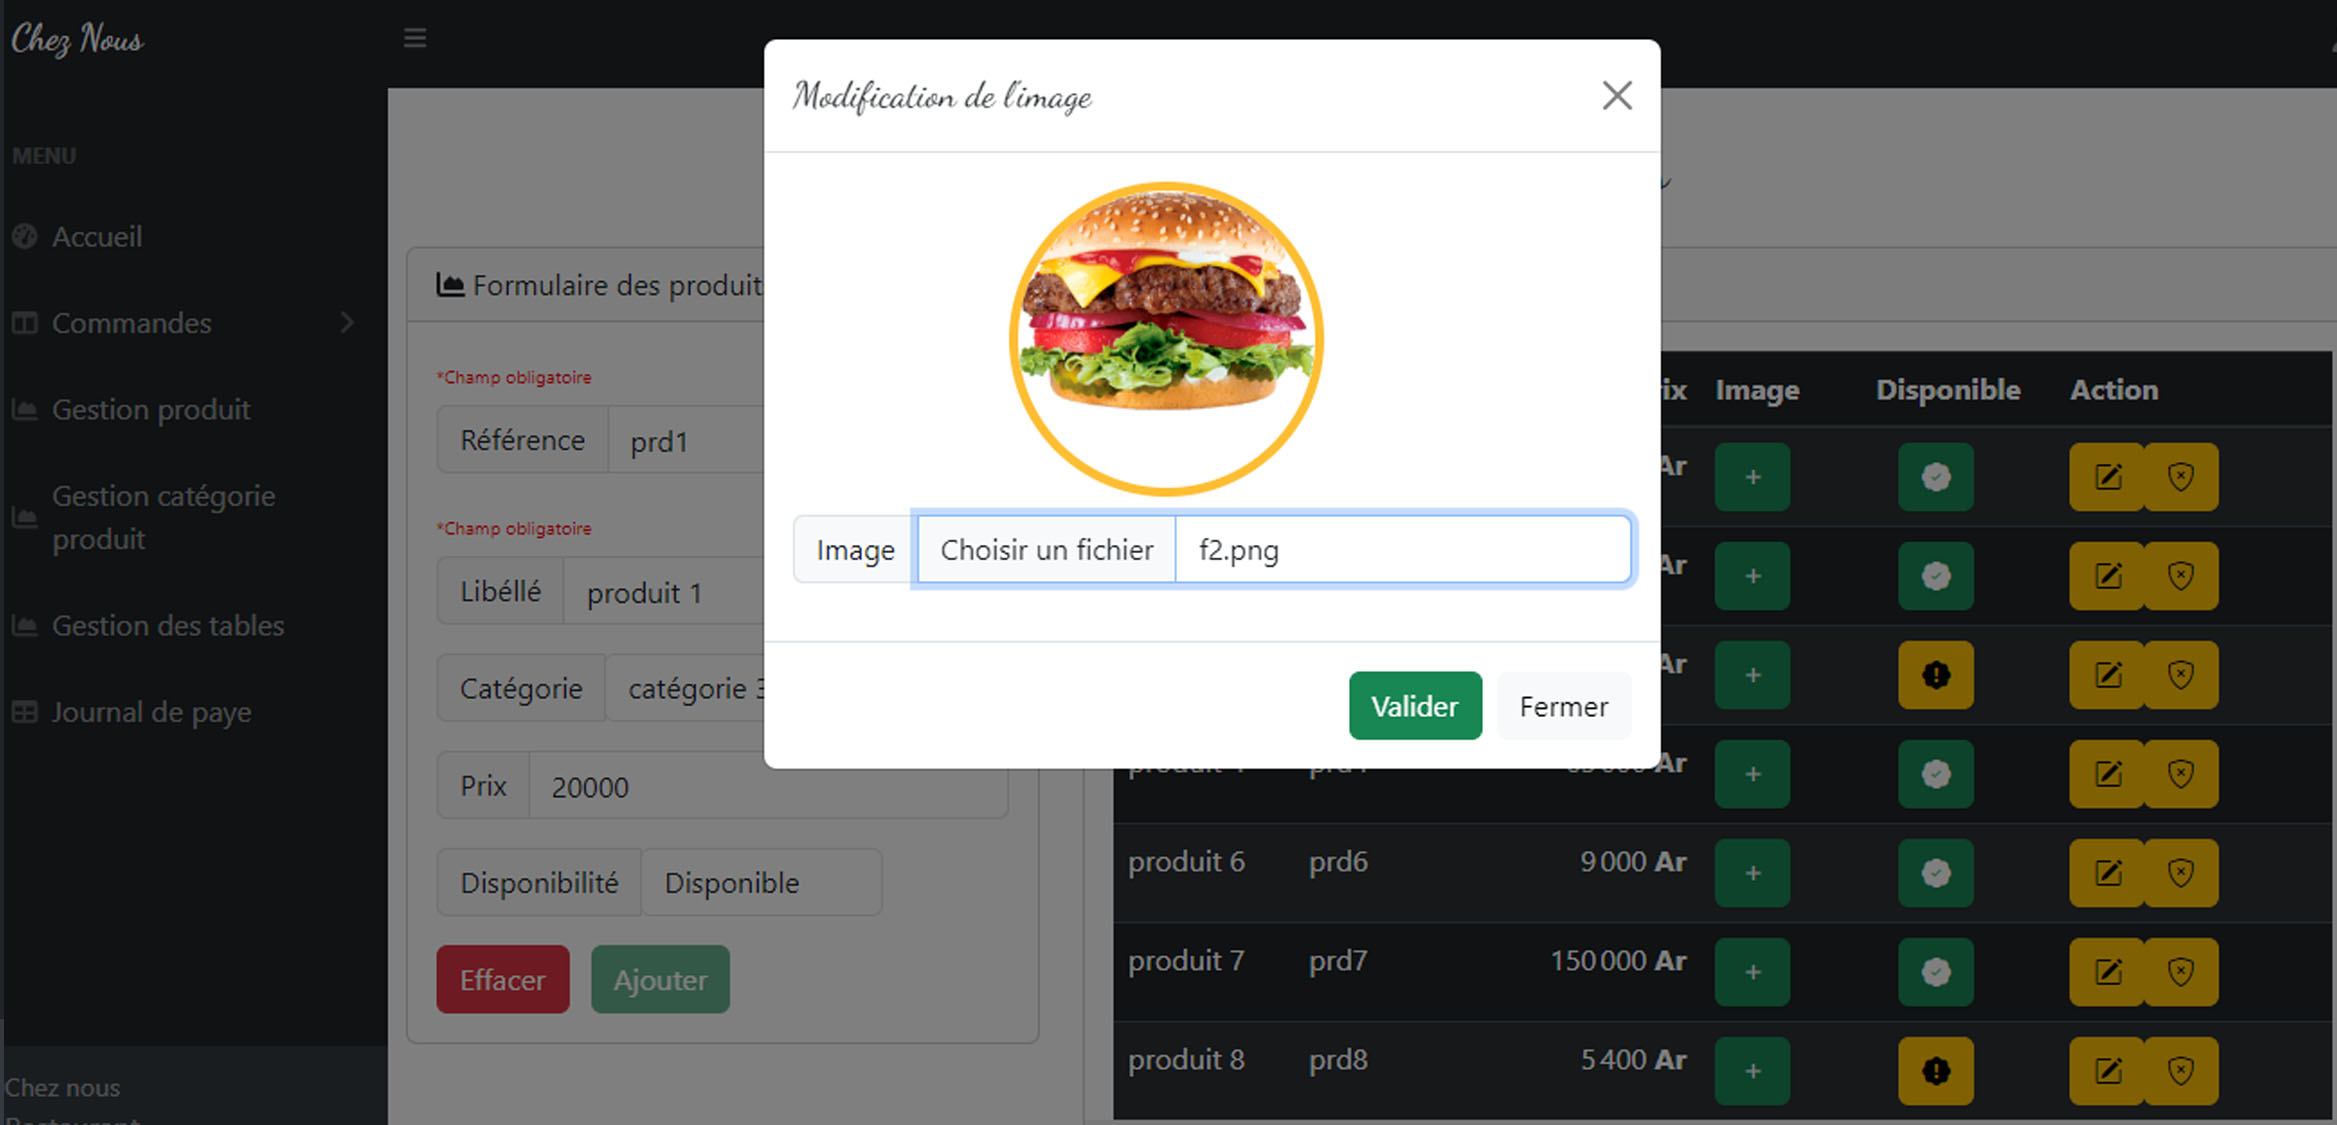 Chez Nous
MENU
Accueil
Commandes
Gestion produit
Gestion catégorie
produit
Gestion des tables
Journal de paye
Chez nous
Restaurant
Formulaire des produit
*Champ obligatoire
Référence prd1
*Champ obligatoire
Libéllé produit 1
Catégorie catégorie 3
Prix 20000
Disponibilité Disponible
Effacer Ajouter
Modification de l'image
Image Choisir un fichier f2.png
Valider Fermer
ix Image Disponible Action
Ar
Ar
Ar
Ar
produit 6 prd6 9 000 Ar
produit 7 prd7 150 000 Ar
produit 8 prd8 5 400 Ar